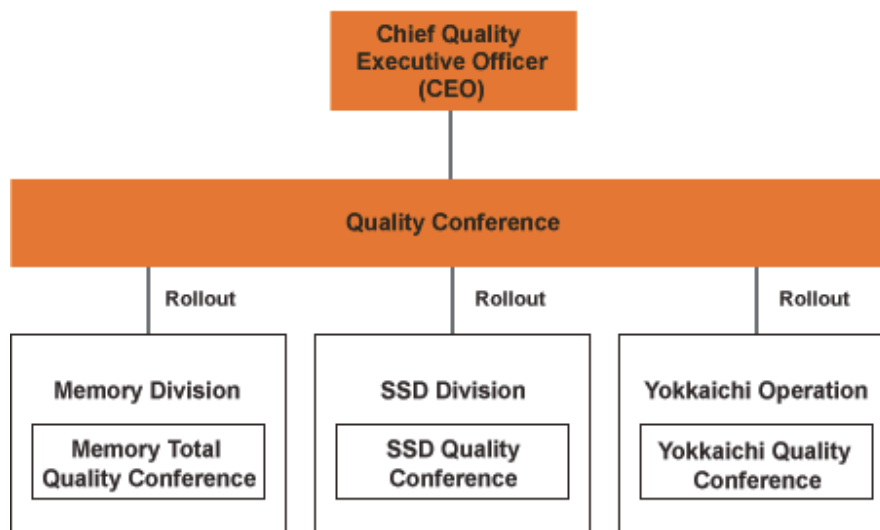 Chief Quality
Executive Officer
(CEO)
Quality Conference
Rollout
Rollout
Rollout
Memory Division
Memory Total
Quality Conference
SSD Division
SSD Quality
Conference
Yokkaichi Operation
Yokkaichi Quality
Conference